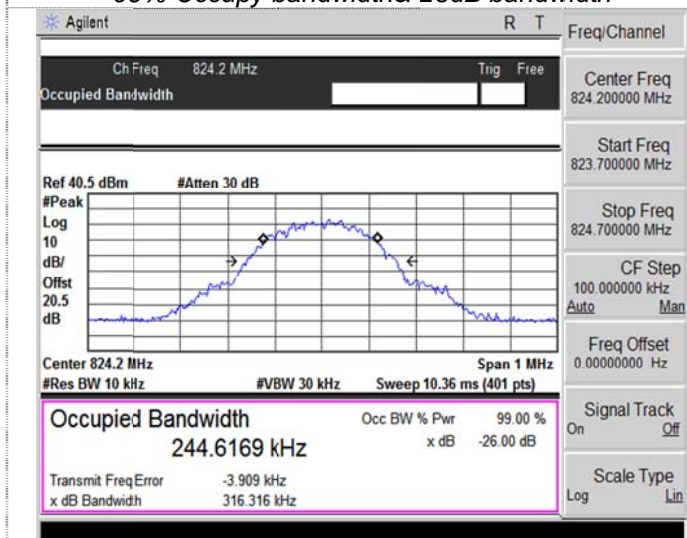 Occupy bandwidth& 26dB bandwidth
Agilent R T
Freq/Channel
Ch Freq 824.2 MHz Trig Free
Occupied Bandwidth
Center Freq
824.200000 MHz
Start Freq
823.700000 MHz
Stop Freq
824.700000 MHz
CF Step
100.000000 kHz
Auto Man
Freq Offset
0.00000000 Hz
Signal Track
On Off
Scale Type
Log Lin
Ref 40.5 dBm #Atten 30 dB
#Peak
Log
10
dB/
Offst
20.5
dB
Center 824.2 MHz Span 1 MHz
#Res BW 10 kHz #VBW 30 kHz Sweep 10.36 ms (401 pts)
Occupied Bandwidth Occ BW % Pwr 99.00 %
244.6169 kHz x dB -26.00 dB
Transmit Freq Error -3.909 kHz
x dB Bandwidth 316.316 kHz